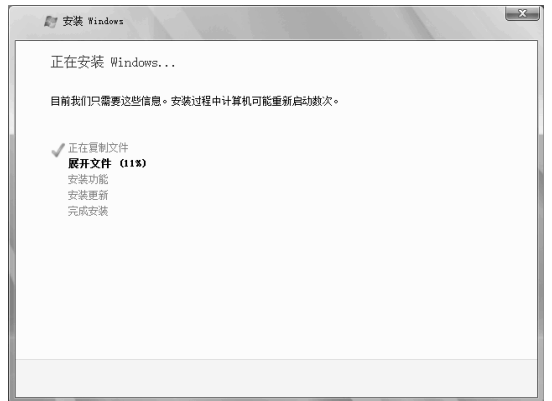 安装 Windows
正在安装 Windows...
目前我们只需要这些信息。安装过程中计算机可能重新启动数次。
正在复制文件
展开文件 (11%)
安装功能
安装更新
完成安装